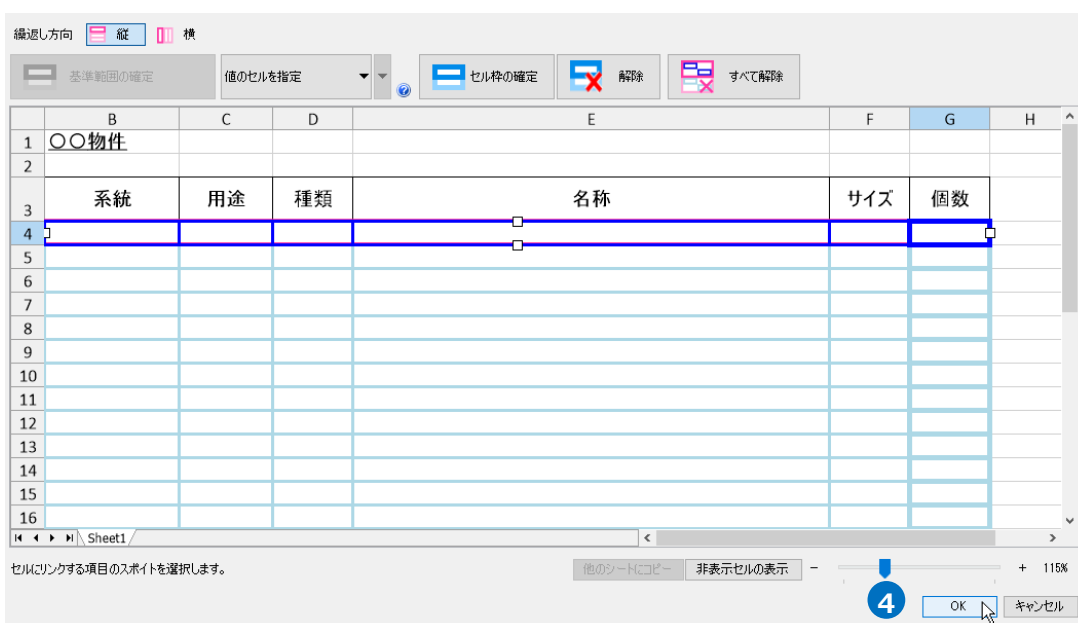 繰返し方向 縦 横
基準範囲の確定 値のセルを指定 セル枠の確定 解除 すべて解除
B C D E F G H
1 〇〇物件
2
3 系統 用途 種類 名称 サイズ 個数
4
5
6
7
8
9
10
11
12
13
14
15
16
Sheet1
セルにリンクする項目のスポイトを選択します。 他のシートにコピー 非表示セルの表示 - + 115%
4 OK キャンセル